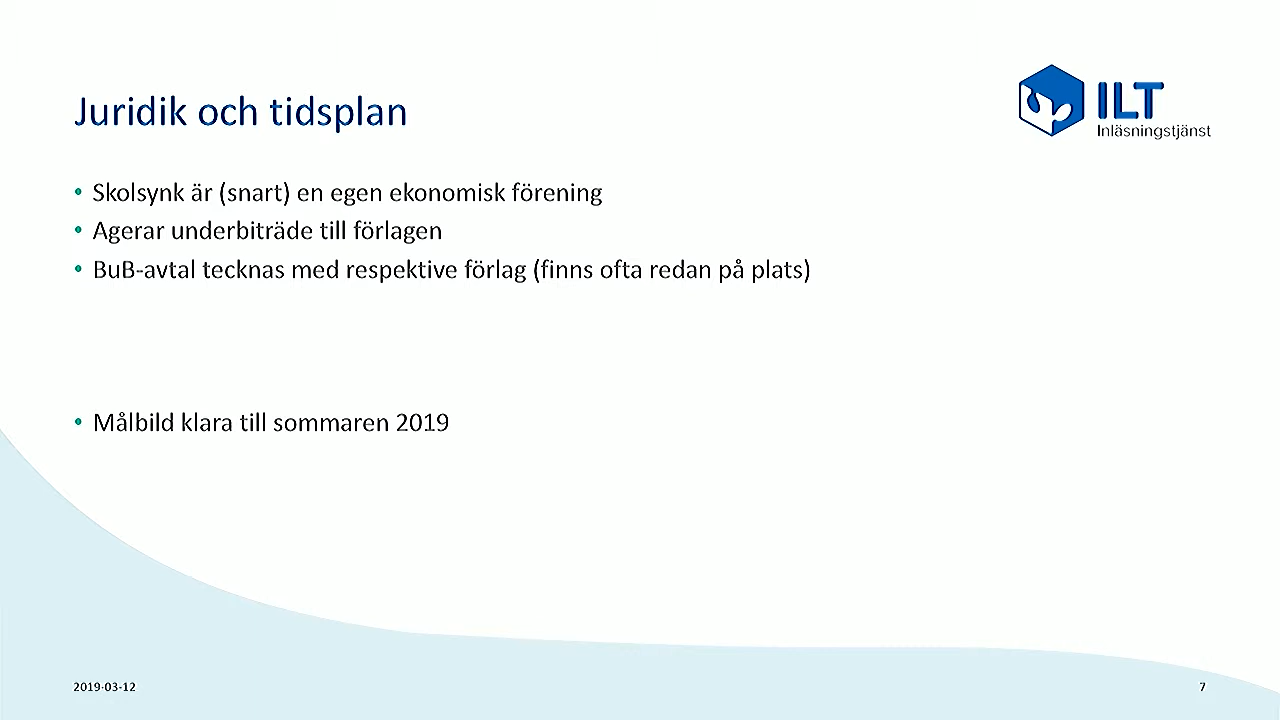 Juridik och tidsplan
ILT
Inläsningstjänst
• Skolsynk är (snart) en egen ekonomisk förening
• Agerar underbiträde till förlagen
• BuB-avtal tecknas med respektive förlag (finns ofta redan på plats)
• Målbild klara till sommaren 2019
2019-03-12
7